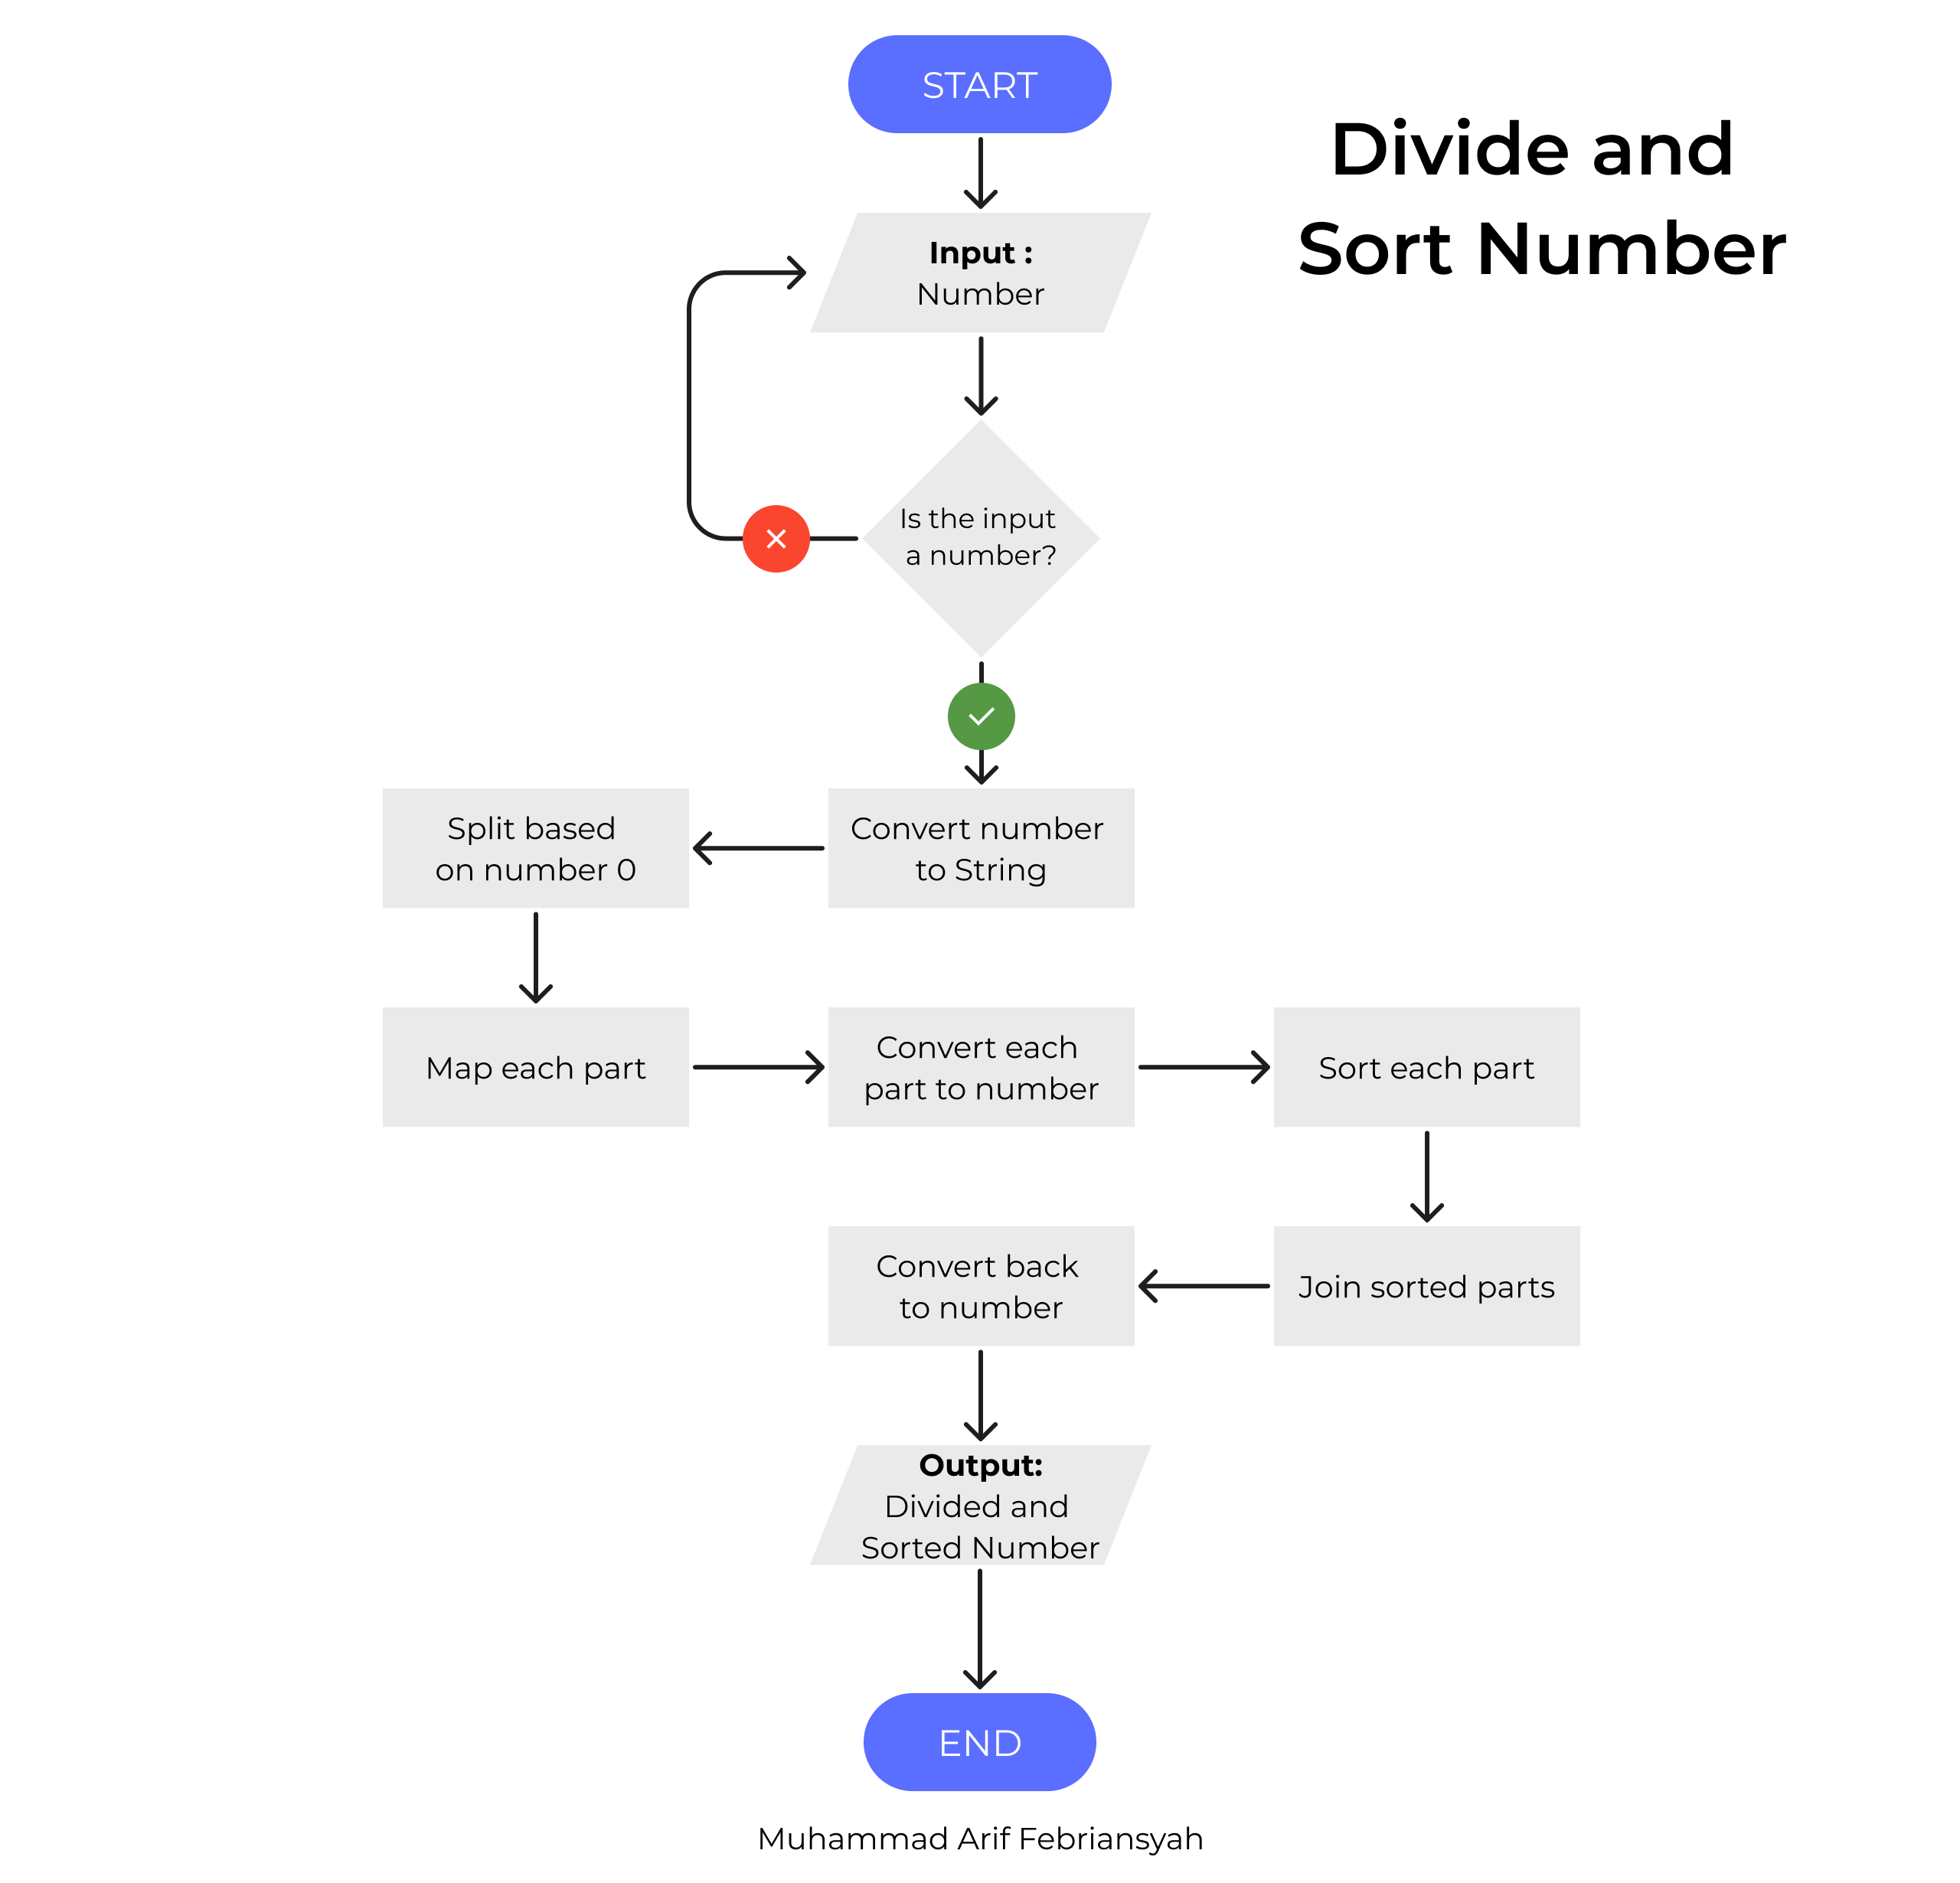 START
Divide and
Sort Number
Input :
Number
Is the input
a number?
Convert number
to String
Split based
on number 0
Map each part
Convert each
part to number
Sort each part
Join sorted parts
Convert back
to number
Output:
Divided and
Sorted Number
END
Muhammad Arif Febriansyah